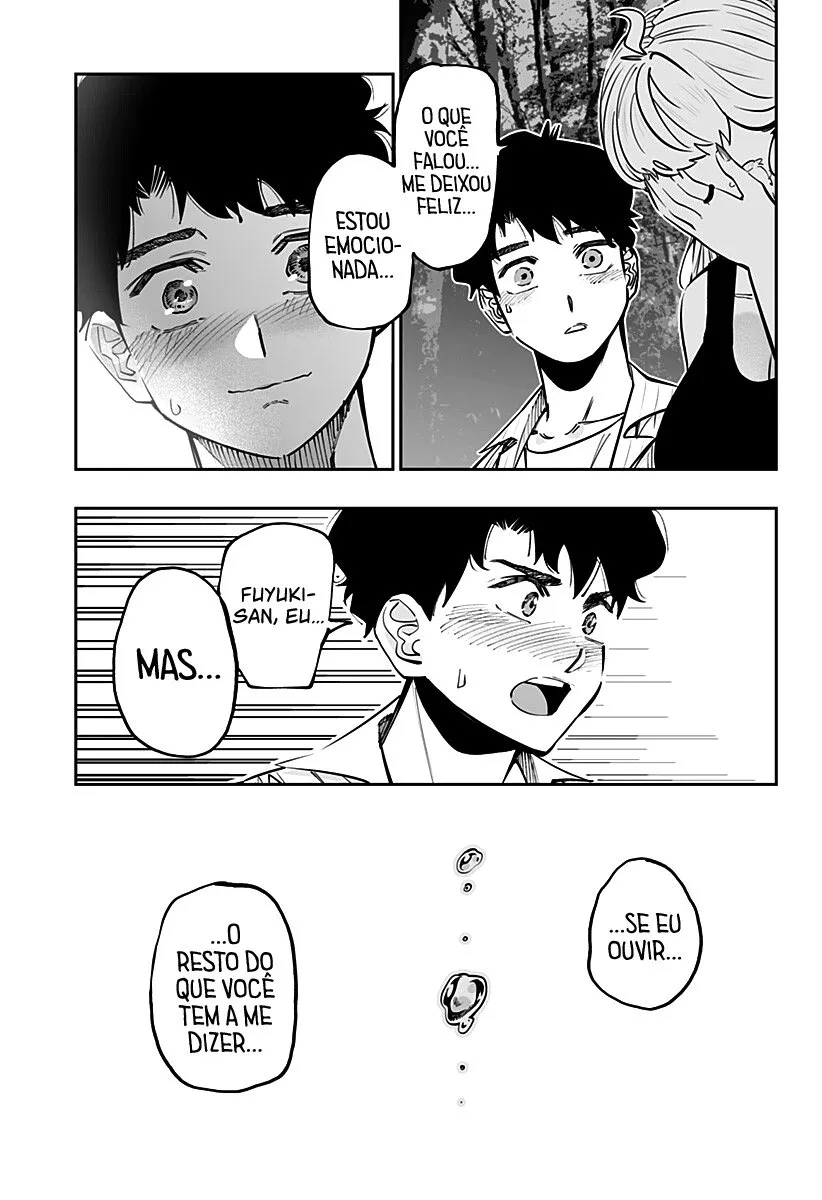 O QUE
VOCÊ
FALOU...
ME DEIXOU
FELIZ...
ESTOU
EMOCIO-
NADA...
FUYUKI-
SAN, EU...
MAS...
...SE EU
OUVIR...
...O
RESTO DO
QUE VOCÊ
TEM A ME
DIZER...